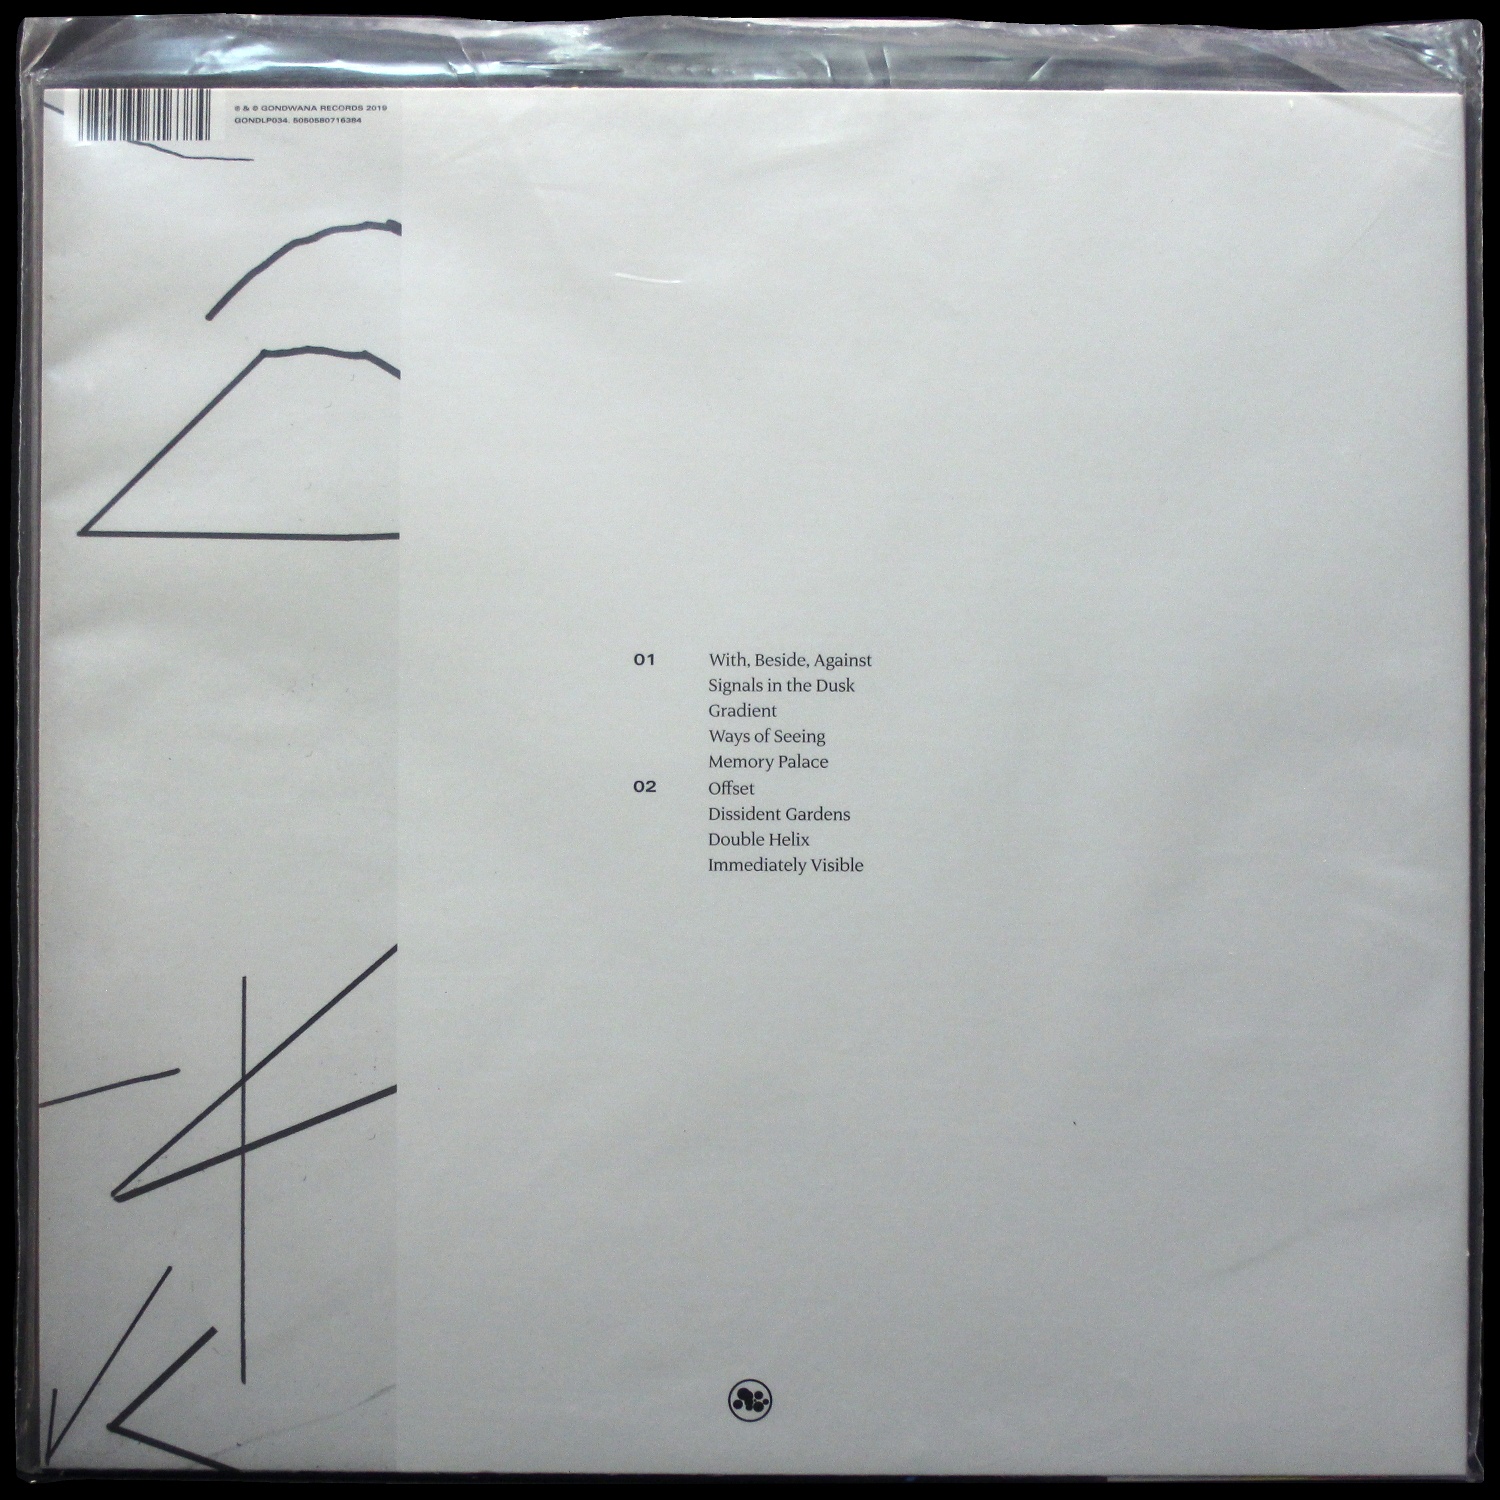 ℗ & © GONDWANA RECORDS 2019
GONDLP034. 5050580716384
01 With, Beside, Against
Signals in the Dusk
Gradient
Ways of Seeing
Memory Palace
02 Offset
Dissident Gardens
Double Helix
Immediately Visible